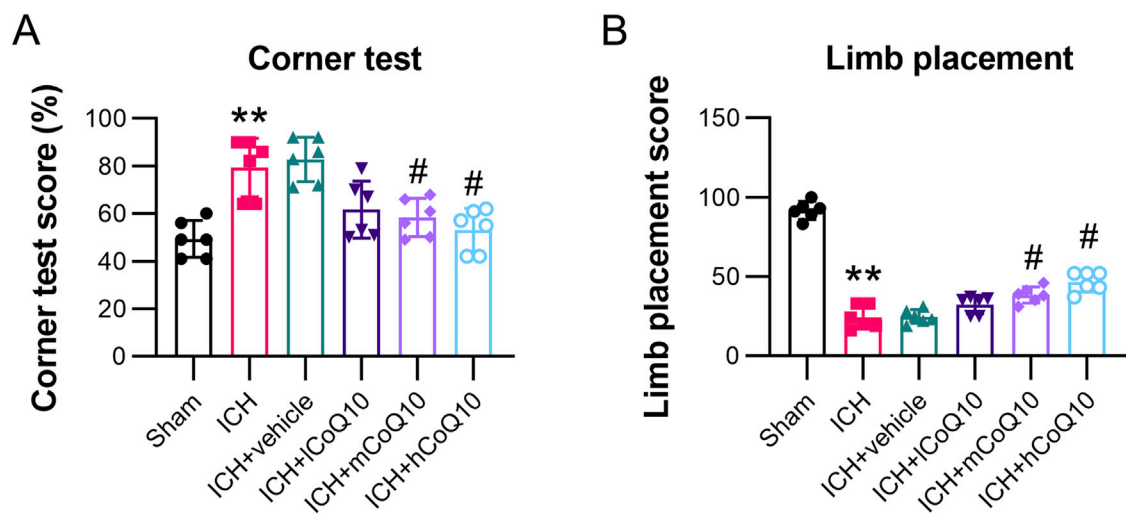 A
Corner test
Corner test score (%)
100
80
60
40
20
0
**
#
#
Sham
ICH
ICH+vehicle
ICH+lCoQ10
ICH+mCoQ10
ICH+hCoQ10
B
Limb placement
Limb placement score
150
100
50
0
**
#
#
Sham
ICH
ICH+vehicle
ICH+lCoQ10
ICH+mCoQ10
ICH+hCoQ10